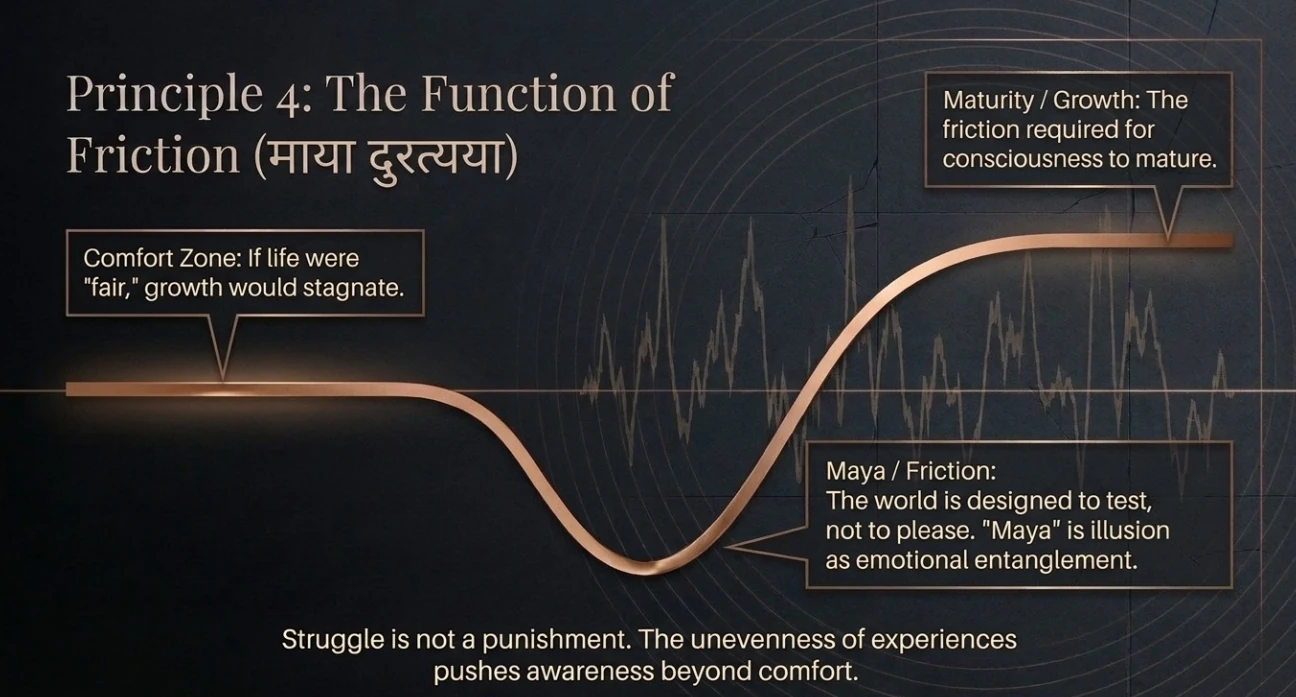 Principle 4: The Function of
Friction (माया दुरत्यया)
Comfort Zone: If life were
"fair," growth would stagnate.
Maturity / Growth: The
friction required for
consciousness to mature.
Maya / Friction:
The world is designed to test,
not to please. "Maya" is illusion
as emotional entanglement.
Struggle is not a punishment. The unevenness of experiences
pushes awareness beyond comfort.